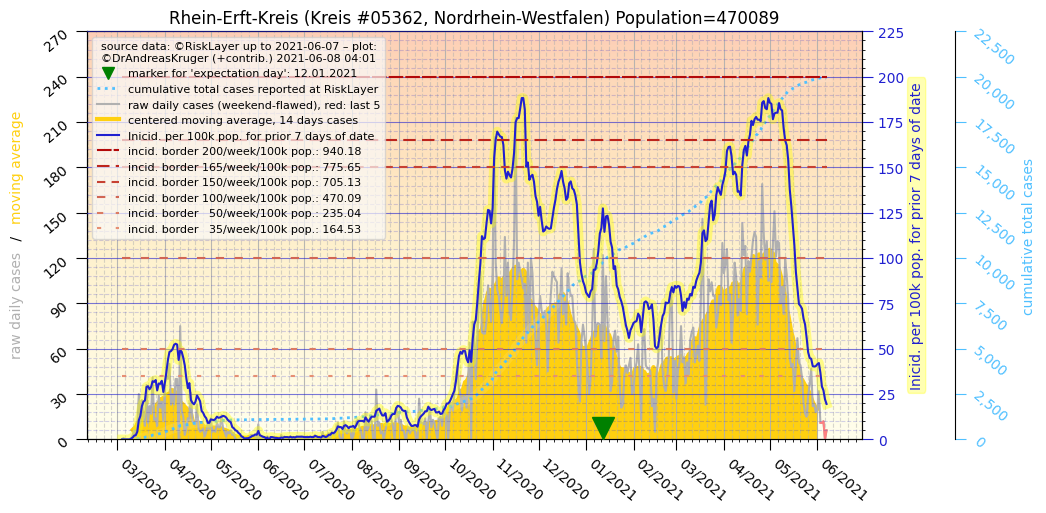 Rhein-Erft-Kreis (Kreis #05362, Nordrhein-Westfalen) Population=470089
source data: ©RiskLayer up to 2021-06-07 – plot:
©DrAndreasKruger (+contrib.) 2021-06-08 04:01
marker for 'expectation day': 12.01.2021
cumulative total cases reported at RiskLayer
raw daily cases (weekend-flawed), red: last 5
centered moving average, 14 days cases
Inicid. per 100k pop. for prior 7 days of date
incid. border 200/week/100k pop.: 940.18
incid. border 165/week/100k pop.: 775.65
incid. border 150/week/100k pop.: 705.13
incid. border 100/week/100k pop.: 470.09
incid. border 50/week/100k pop.: 235.04
incid. border 35/week/100k pop.: 164.53
raw daily cases / moving average
270
240
210
180
150
120
90
60
30
0
225
200
175
150
125
100
75
50
25
0
Inicid. per 100k pop. for prior 7 days of date
22,500
20,000
17,500
15,000
12,500
10,000
7,500
5,000
2,500
0
cumulative total cases
03/2020
04/2020
05/2020
06/2020
07/2020
08/2020
09/2020
10/2020
11/2020
12/2020
01/2021
02/2021
03/2021
04/2021
05/2021
06/2021